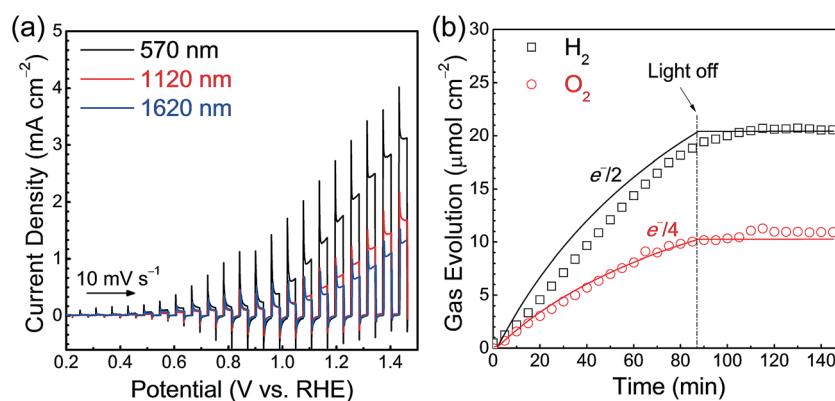 (a)
570 nm
1120 nm
1620 nm
10 mV s⁻¹
Current Density (mA cm⁻²)
5
4
3
2
1
0
0.2 0.4 0.6 0.8 1.0 1.2 1.4
Potential (V vs. RHE)
(b)
H₂
O₂
Light off
e⁻/2
e⁻/4
Gas Evolution (μmol cm⁻²)
30
25
20
15
10
5
0
0 20 40 60 80 100 120 140
Time (min)